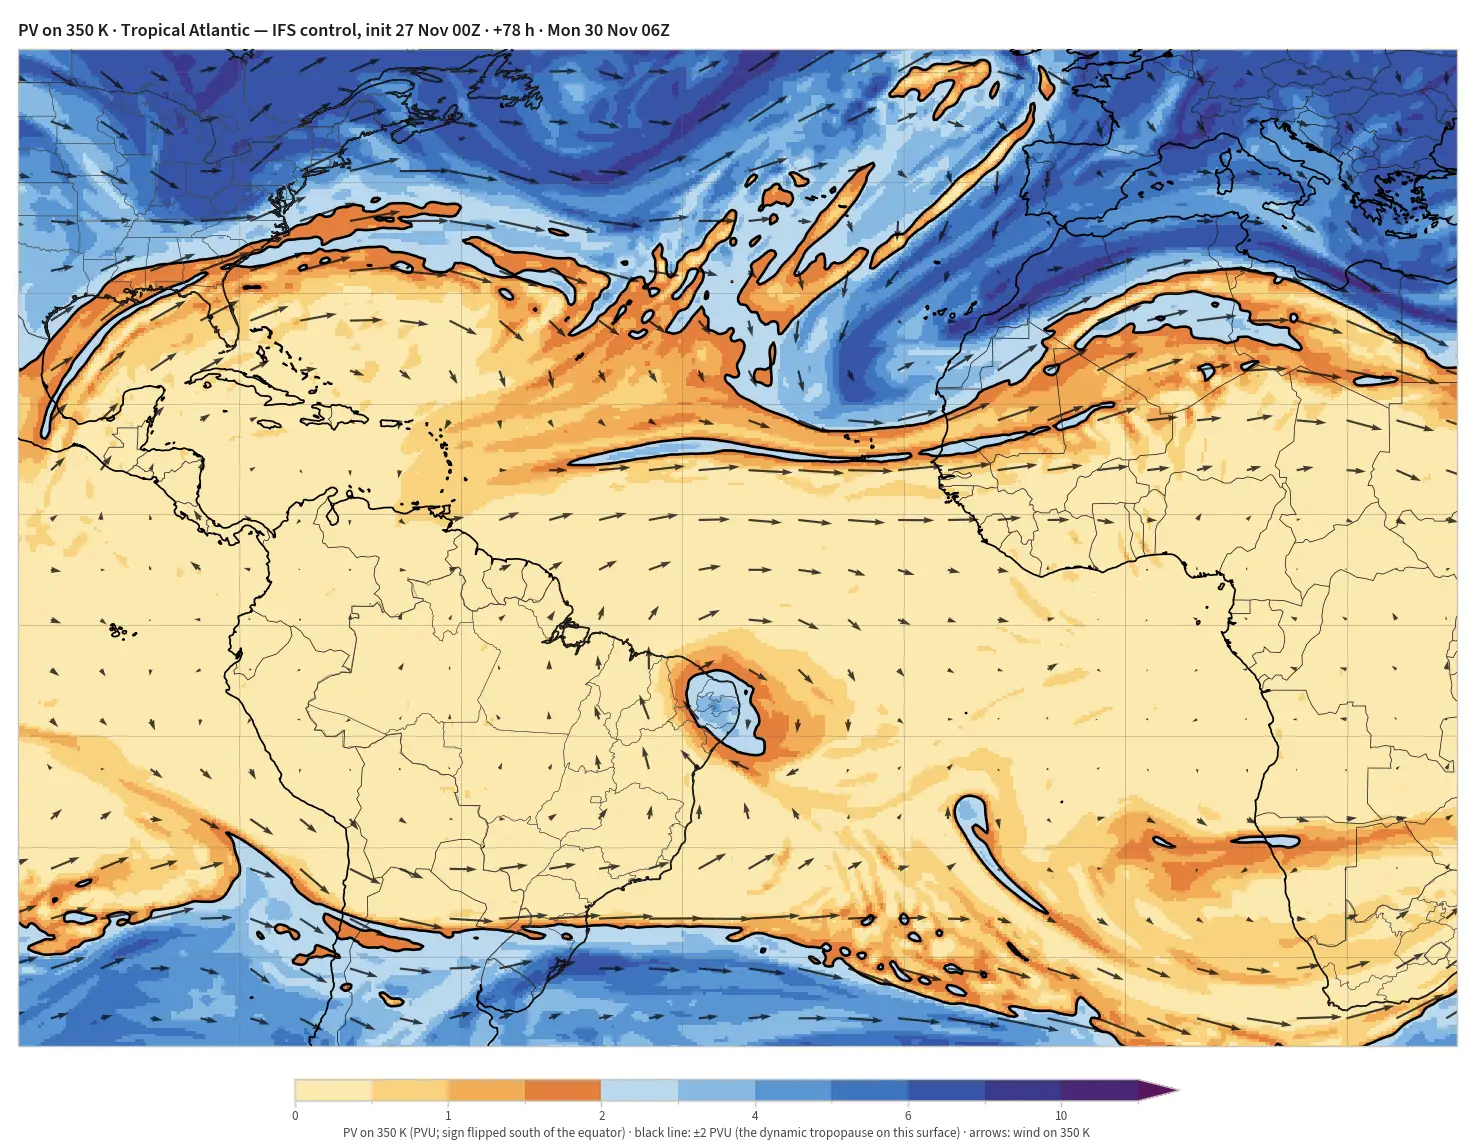 PV on 350 K · Tropical Atlantic — IFS control, init 27 Nov 00Z · +78 h · Mon 30 Nov 06Z
0 1 2 4 6 10
PV on 350 K (PVU; sign flipped south of the equator) · black line: ±2 PVU (the dynamic tropopause on this surface) · arrows: wind on 350 K